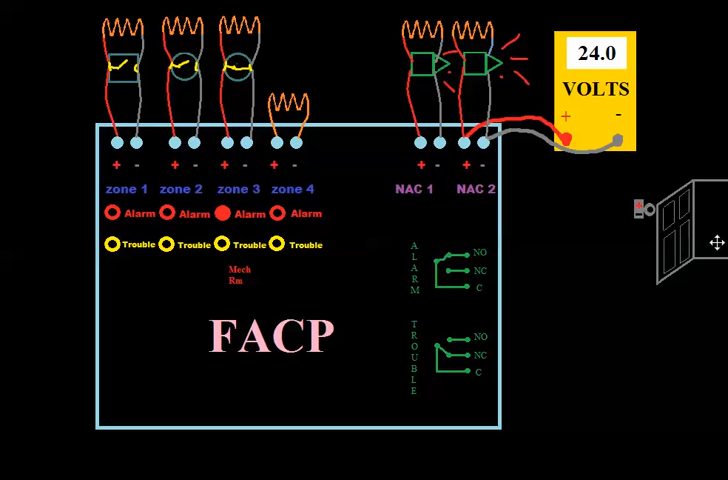 24.0
VOLTS
+ -
+ - + - + - + - + - + -
zone 1 zone 2 zone 3 zone 4 NAC 1 NAC 2
Alarm Alarm Alarm Alarm
Trouble Trouble Trouble Trouble
Mech
Rm
FACP
ALARM
NO
NC
C
TROUBLE
NO
NC
C